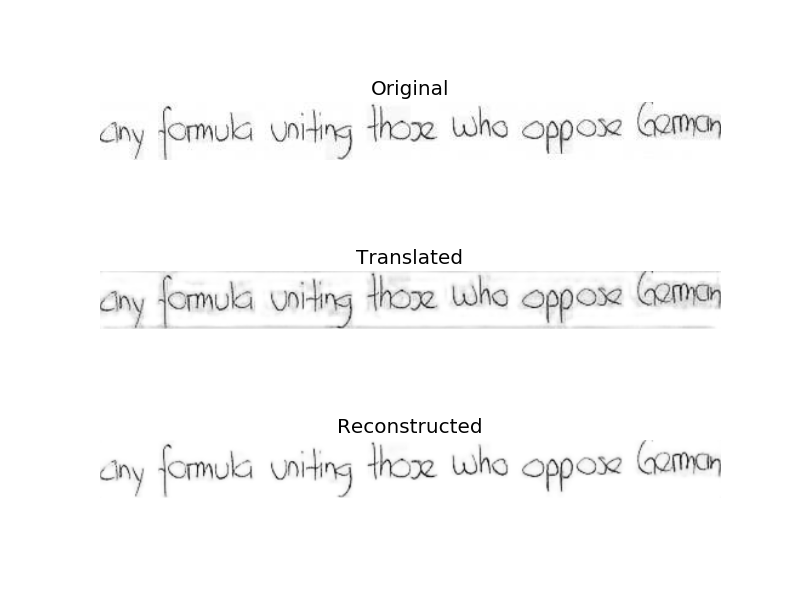 Original
any formula uniting those who oppose German
Translated
any formula uniting those who oppose German
Reconstructed
any formula uniting those who oppose German